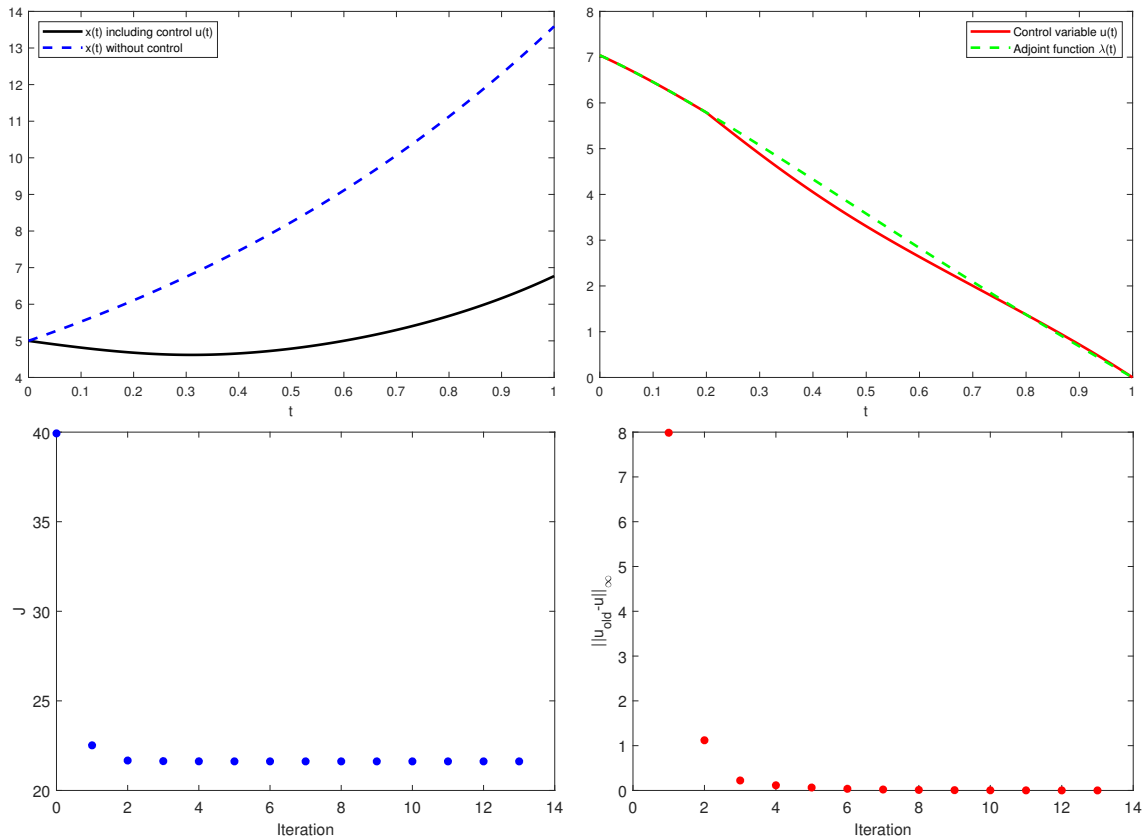 14
13
12
11
10
9
8
7
6
5
4
0 0.1 0.2 0.3 0.4 0.5 0.6 0.7 0.8 0.9 1
t
x(t) including control u(t)
x(t) without control
8
7
6
5
4
3
2
1
0
0 0.1 0.2 0.3 0.4 0.5 0.6 0.7 0.8 0.9 1
t
Control variable u(t)
Adjoint function λ(t)
40
35
30
25
20
J
0 2 4 6 8 10 12 14
Iteration
8
7
6
5
4
3
2
1
0
||u_old-u||_∞
0 2 4 6 8 10 12 14
Iteration